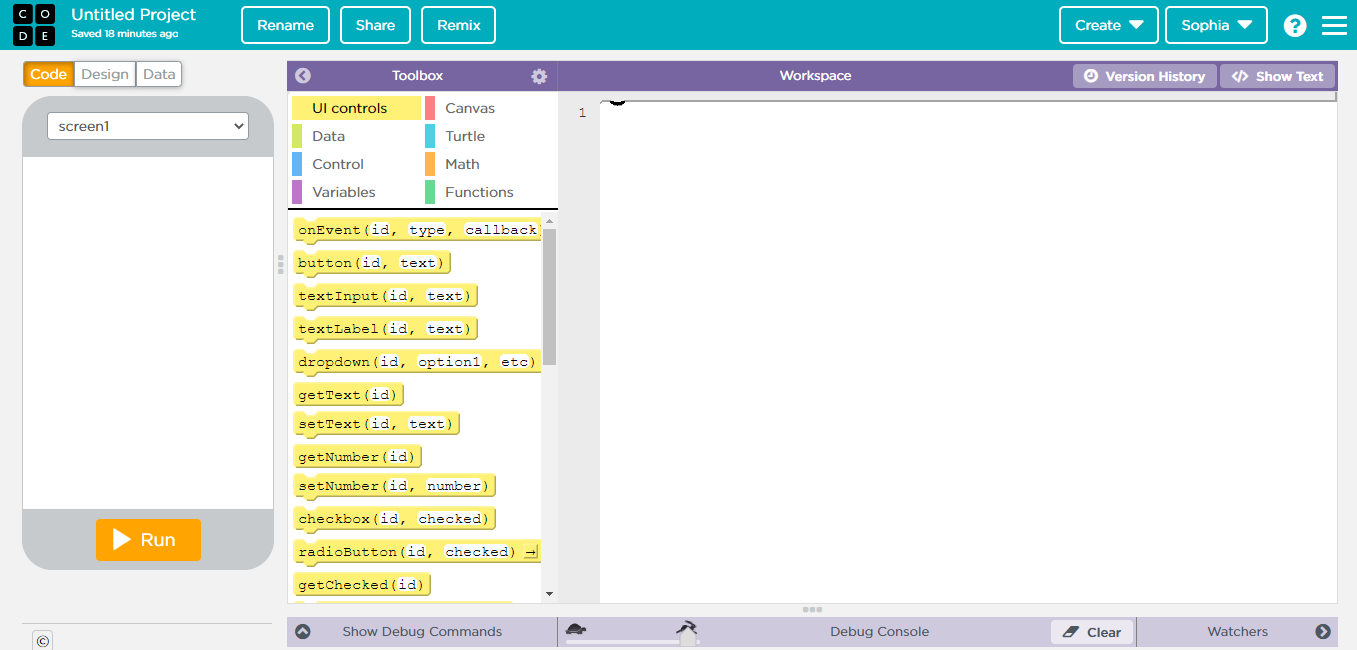 C O
D E
Untitled Project
Saved 18 minutes ago
Rename
Share
Remix
Create
Sophia
?
Code
Design
Data
Toolbox
Workspace
Version History
</> Show Text
screen1
UI controls
Canvas
Data
Turtle
Control
Math
Variables
Functions
1
onEvent(id, type, callback)
button(id, text)
textInput(id, text)
textLabel(id, text)
dropdown(id, option1, etc)
getText(id)
setText(id, text)
getNumber(id)
setNumber(id, number)
checkbox(id, checked)
radioButton(id, checked) →
getChecked(id)
Run
©
Show Debug Commands
Debug Console
Clear
Watchers